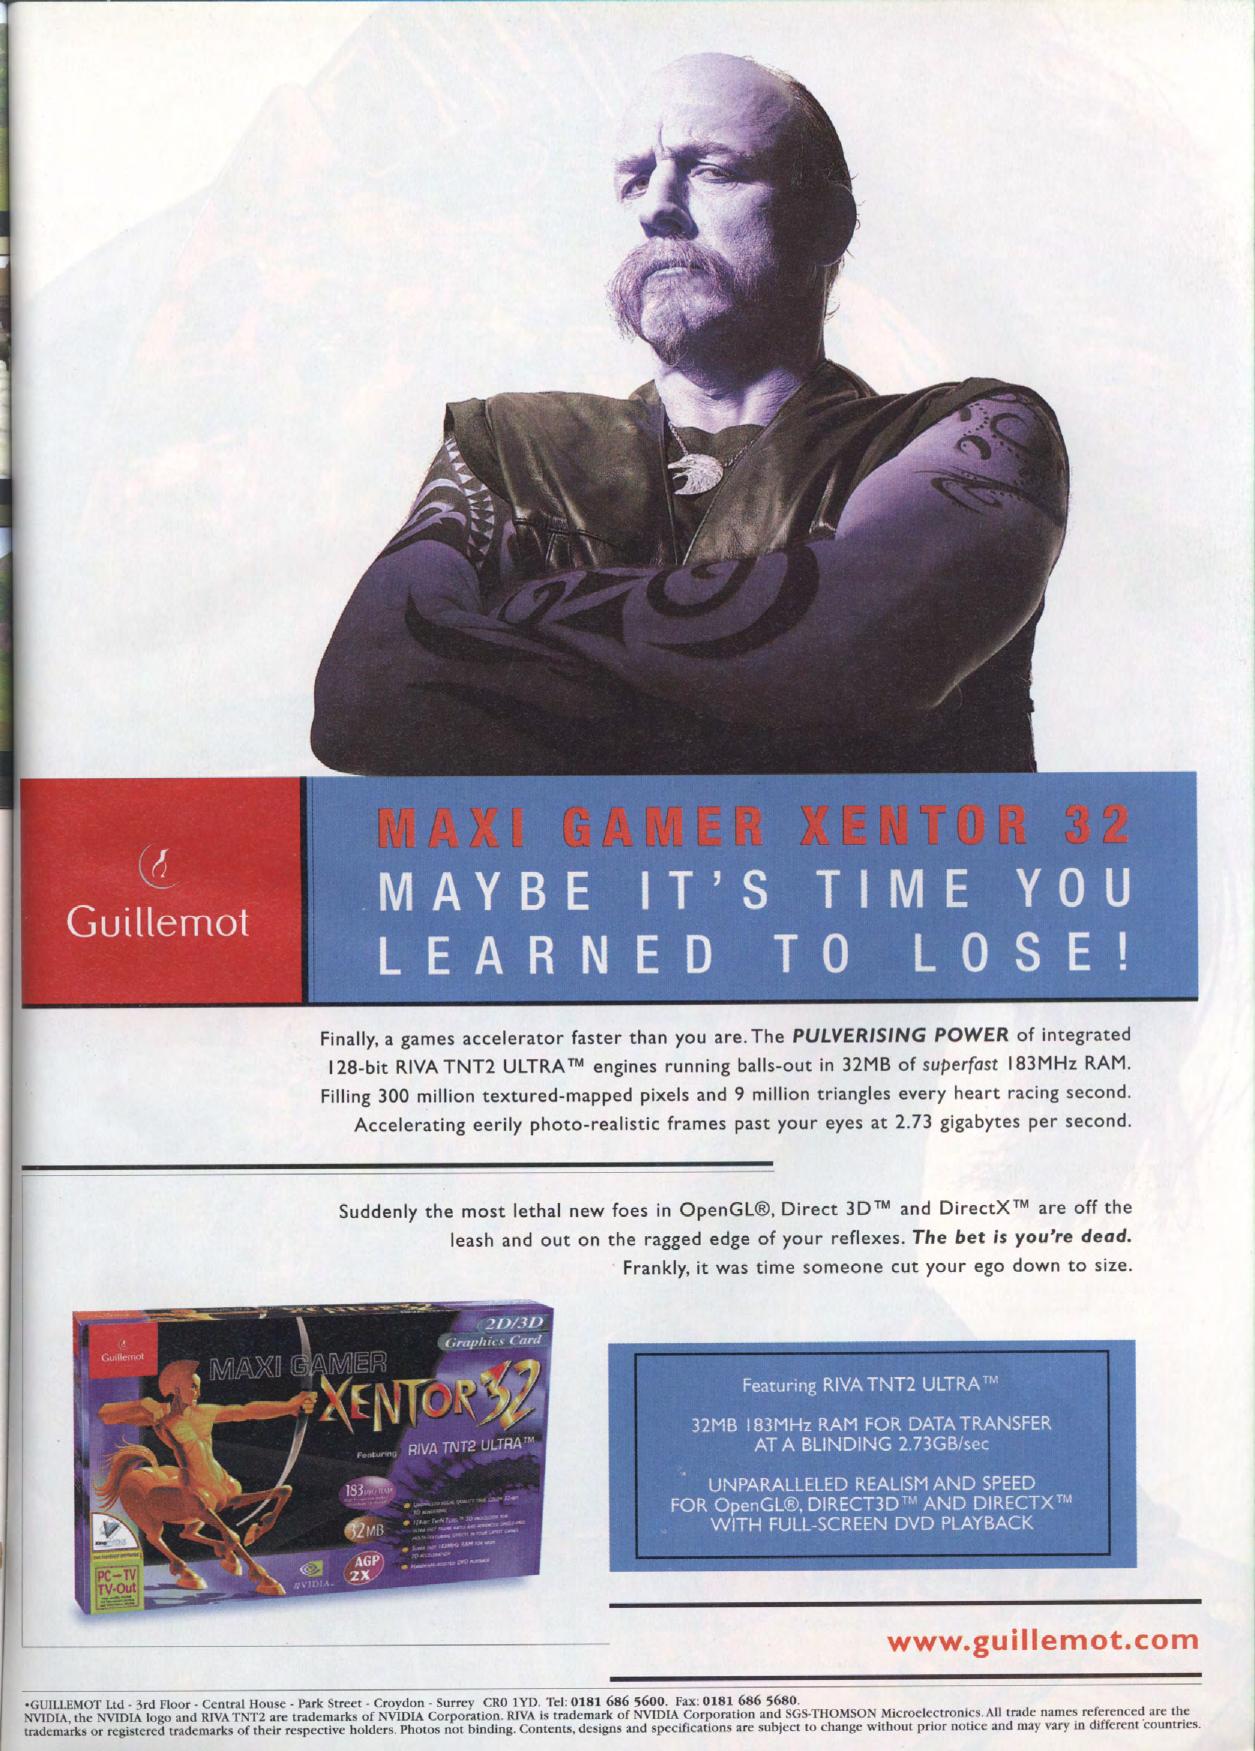 MAXI GAMER XENTOR 32
MAYBE IT'S TIME YOU
LEARNED TO LOSE!
Guillemot
Finally, a games accelerator faster than you are. The PULVERISING POWER of integrated
128-bit RIVA TNT2 ULTRA™ engines running balls-out in 32MB of superfast 183MHz RAM.
Filling 300 million textured-mapped pixels and 9 million triangles every heart racing second.
Accelerating eerily photo-realistic frames past your eyes at 2.73 gigabytes per second.
Suddenly the most lethal new foes in OpenGL®, Direct 3D™ and DirectX™ are off the
leash and out on the ragged edge of your reflexes. The bet is you're dead.
Frankly, it was time someone cut your ego down to size.
XENTOR 32
2D/3D
Graphics Card
Guillemot
MAXI GAMER
XENTOR 32
Featuring RIVA TNT2 ULTRA™
183MHz RAM
32MB
AGP
2X
NVIDIA
PC→TV
TV-Out
Featuring RIVA TNT2 ULTRA™
32MB 183MHz RAM FOR DATA TRANSFER
AT A BLINDING 2.73GB/sec
UNPARALLELED REALISM AND SPEED
FOR OpenGL®, DIRECT3D™ AND DIRECTX™
WITH FULL-SCREEN DVD PLAYBACK
www.guillemot.com
•GUILLEMOT Ltd - 3rd Floor - Central House - Park Street - Croydon - Surrey CR0 1YD. Tel: 0181 686 5600. Fax: 0181 686 5680.
NVIDIA, the NVIDIA logo and RIVA TNT2 are trademarks of NVIDIA Corporation. RIVA is trademark of NVIDIA Corporation and SGS-THOMSON Microelectronics. All trade names referenced are the
trademarks or registered trademarks of their respective holders. Photos not binding. Contents, designs and specifications are subject to change without prior notice and may vary in different countries.